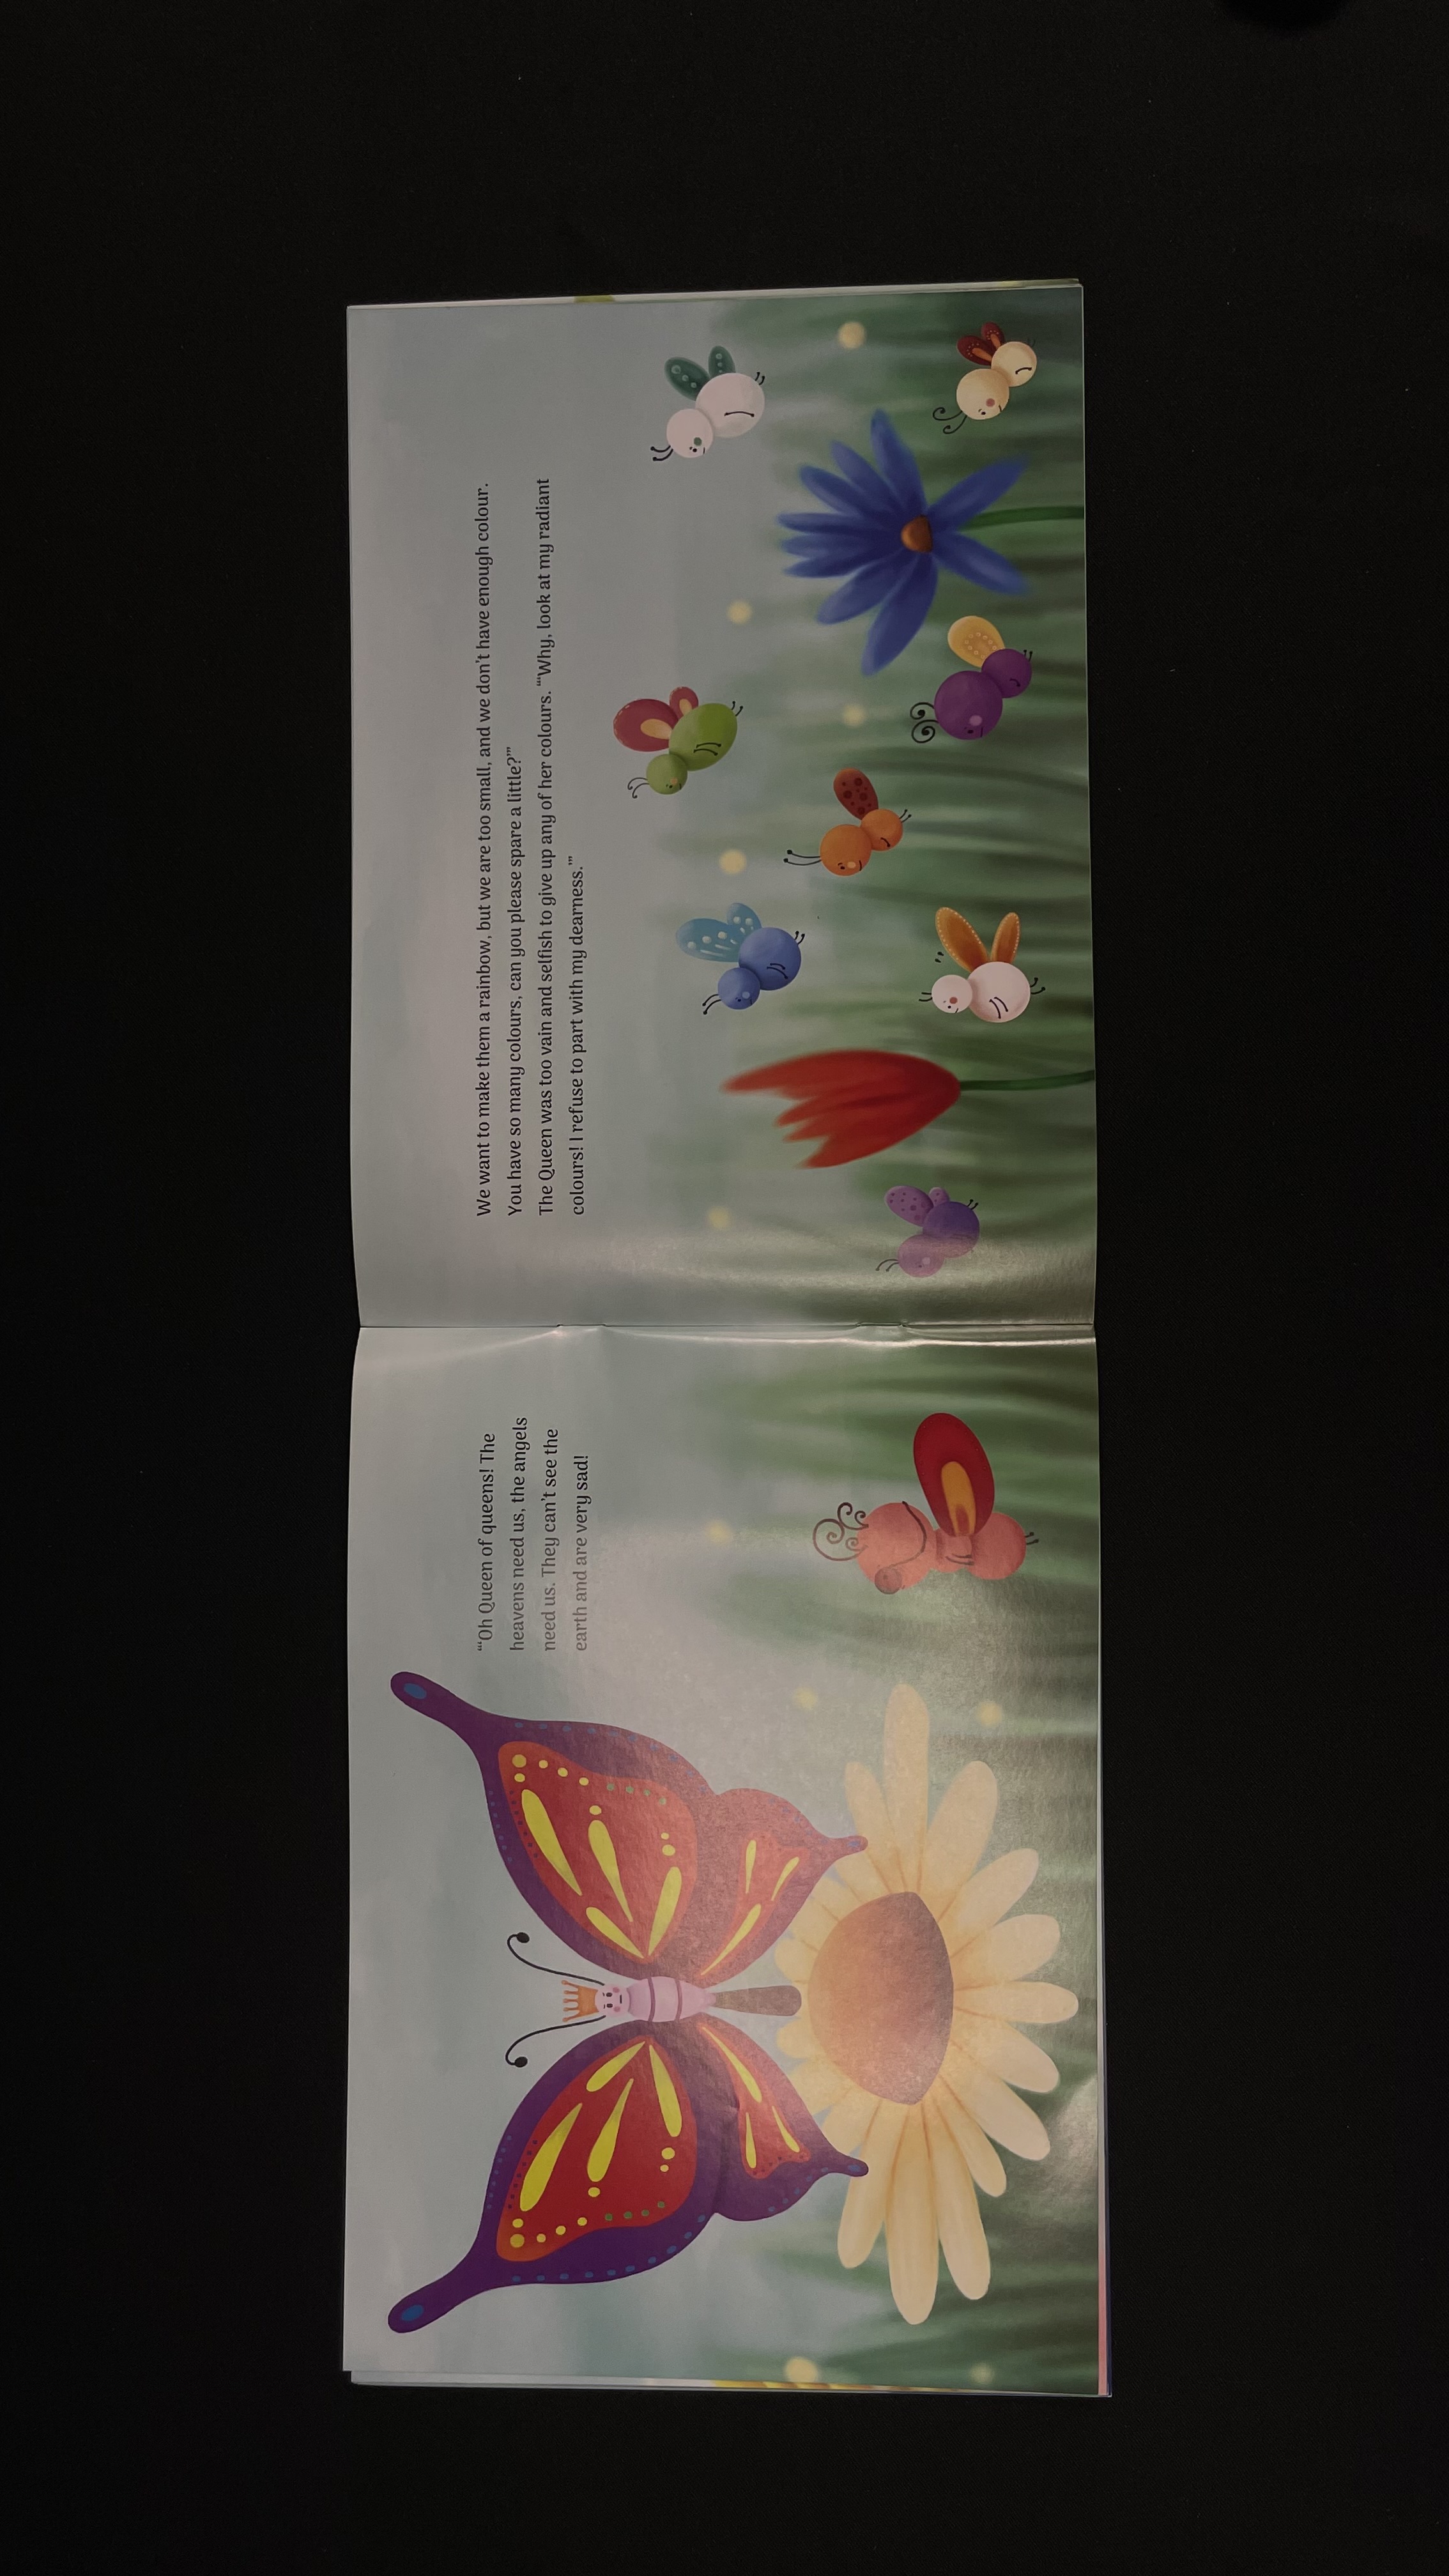 "'Oh Queen of queens! The
heavens need us, the angels
need us. They can't see the
earth and are very sad!
We want to make them a rainbow, but we are too small, and we don't have enough colour.
You have so many colours, can you please spare a little?'"
The Queen was too vain and selfish to give up any of her colours. "'Why, look at my radiant
colours! I refuse to part with my dearness.'"